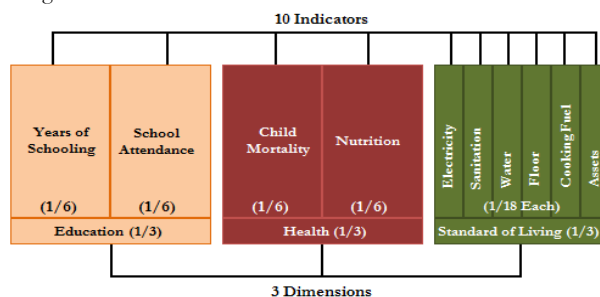 10 Indicators
Years of
Schooling
(1/6)
School
Attendance
(1/6)
Education (1/3)
Child
Mortality
(1/6)
Nutrition
(1/6)
Health (1/3)
Electricity
Sanitation
Water
Floor
Cooking Fuel
Assets
(1/18 Each)
Standard of Living (1/3)
3 Dimensions